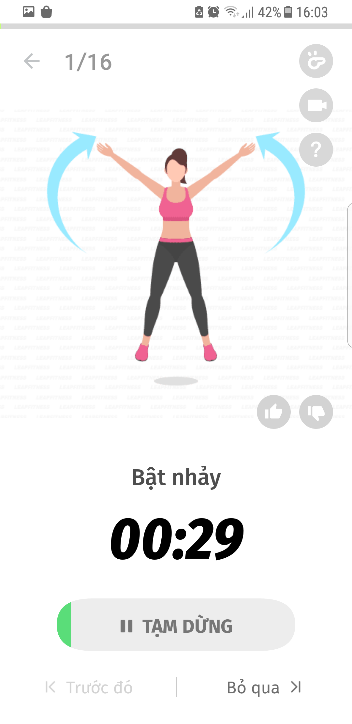 42% 16:03
1/16
?
Bật nhảy
00:29
TẠM DỪNG
Trước đó
Bỏ qua